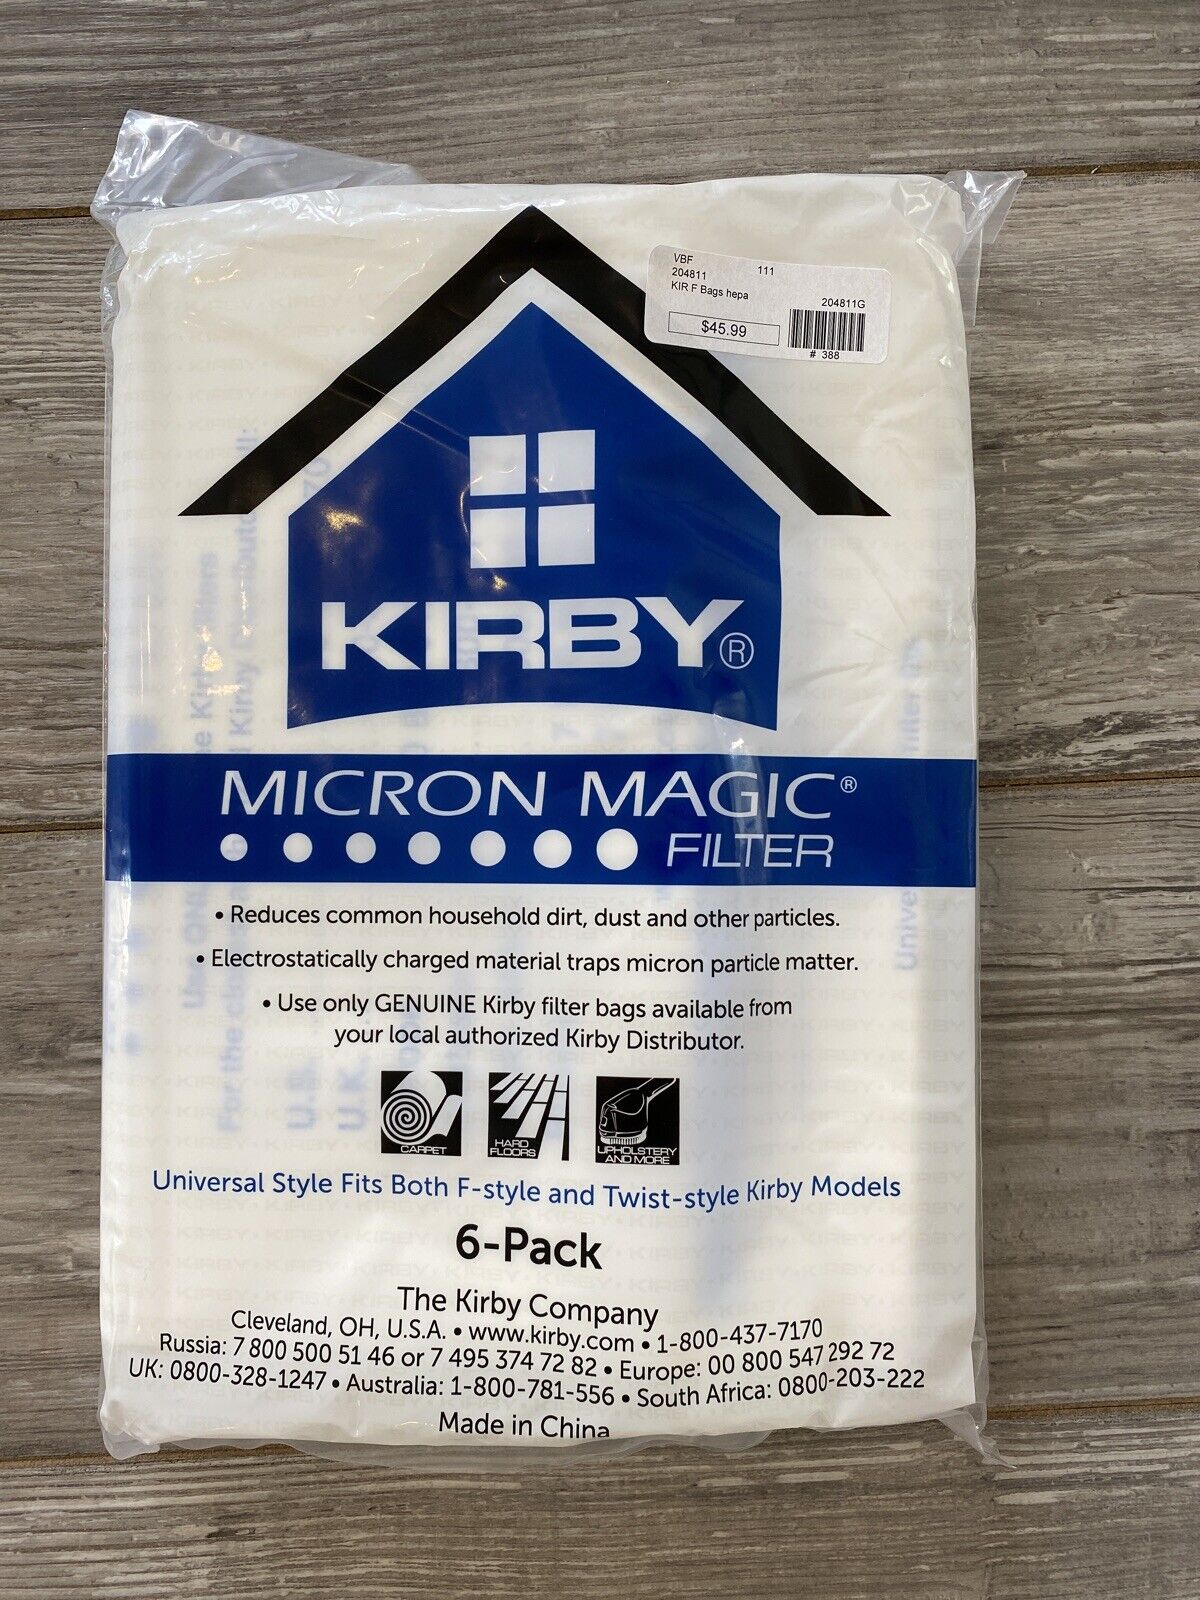 VBF 111
204811
KIR F Bags hepa
204811G
$45.99
# 388
KIRBY®
MICRON MAGIC®
FILTER
• Reduces common household dirt, dust and other particles.
• Electrostatically charged material traps micron particle matter.
• Use only GENUINE Kirby filter bags available from
your local authorized Kirby Distributor.
CARPET
HARD
FLOORS
UPHOLSTERY
AND MORE
Universal Style Fits Both F-style and Twist-style Kirby Models
6-Pack
The Kirby Company
Cleveland, OH, U.S.A. • www.kirby.com • 1-800-437-7170
Russia: 7 800 500 51 46 or 7 495 374 72 82 • Europe: 00 800 547 292 72
UK: 0800-328-1247 • Australia: 1-800-781-556 • South Africa: 0800-203-222
Made in China